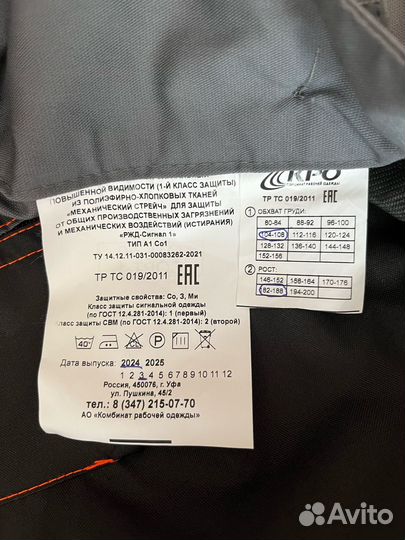 ПОВЫШЕННОЙ ВИДИМОСТИ (1-Й КЛАСС ЗАЩИТЫ)
ИЗ ПОЛИЭФИРНО-ХЛОПКОВЫХ ТКАНЕЙ
«МЕХАНИЧЕСКИЙ СТРЕЙЧ» ДЛЯ ЗАЩИТЫ
ОТ ОБЩИХ ПРОИЗВОДСТВЕННЫХ ЗАГРЯЗНЕНИЙ
И МЕХАНИЧЕСКИХ ВОЗДЕЙСТВИЙ (ИСТИРАНИЯ)
«РЖД-Сигнал 1»
ТИП А1 Со1
ТУ 14.12.11-031-00083262-2021
ТР ТС 019/2011 ЕАС
Защитные свойства: Со, З, Ми
Класс защиты сигнальной одежды
(по ГОСТ 12.4.281-2014): 1 (первый)
Класс защиты СВМ (по ГОСТ 12.4.281-2014): 2 (второй)
40°
Дата выпуска: 2024 2025
1 2 3 4 5 6 7 8 9 10 11 12
Россия, 450076, г. Уфа
ул. Пушкина, 45/2
тел.: 8 (347) 215-07-70
АО «Комбинат рабочей одежды»
КРО
ТР ТС 019/2011 ЕАС
1 ОБХВАТ ГРУДИ:
80-84 88-92 96-100
104-108 112-116 120-124
128-132 136-140 144-148
152-156
2 РОСТ:
146-152 158-164 170-176
182-188 194-200
Avito